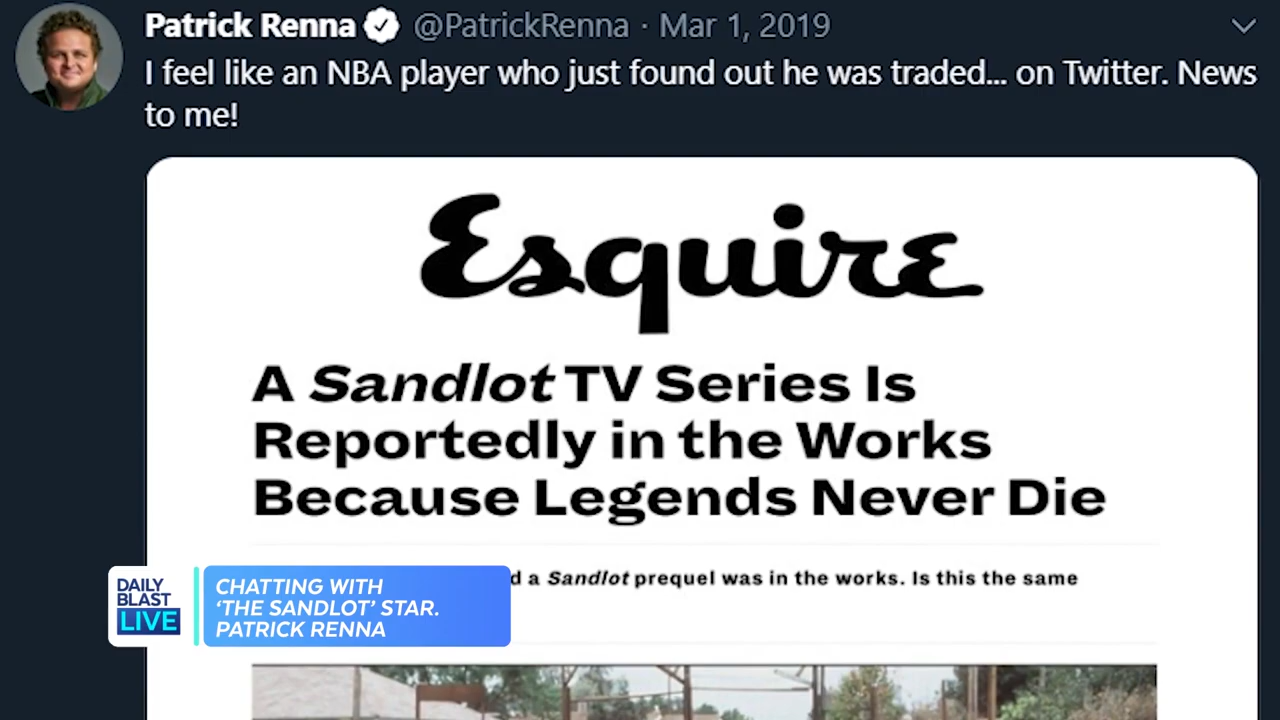 Patrick Renna @PatrickRenna · Mar 1, 2019
I feel like an NBA player who just found out he was traded... on Twitter. News
to me!
Esquire
A Sandlot TV Series Is
Reportedly in the Works
Because Legends Never Die
a Sandlot prequel was in the works. Is this the same
DAILY
BLAST
LIVE
CHATTING WITH
‘THE SANDLOT’ STAR.
PATRICK RENNA